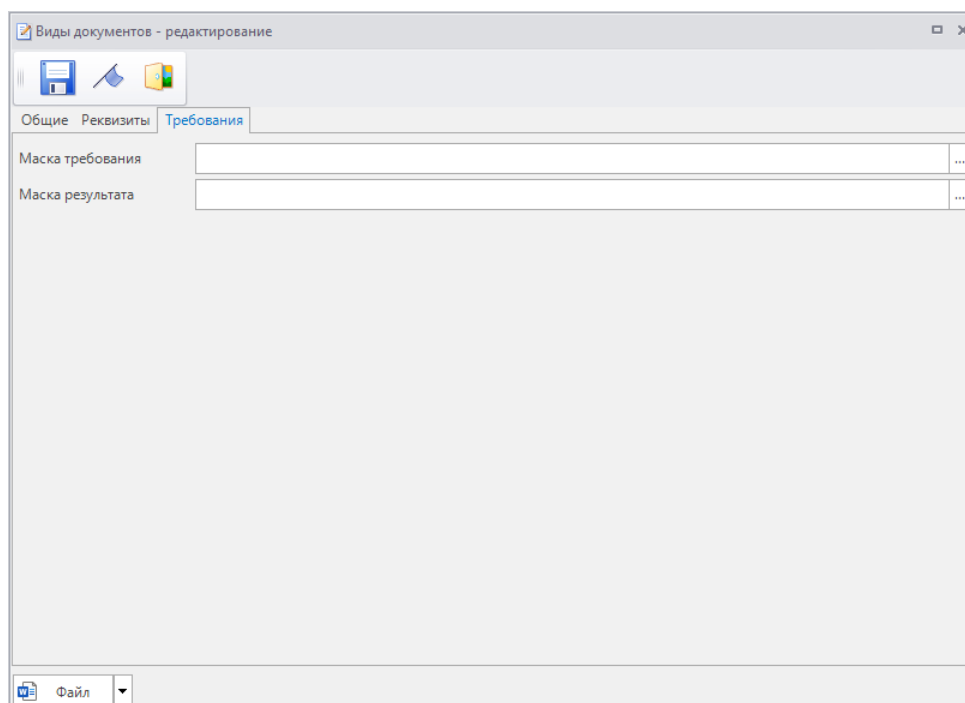 Виды документов - редактирование
Общие Реквизиты Требования
Маска требования ...
Маска результата ...
Файл